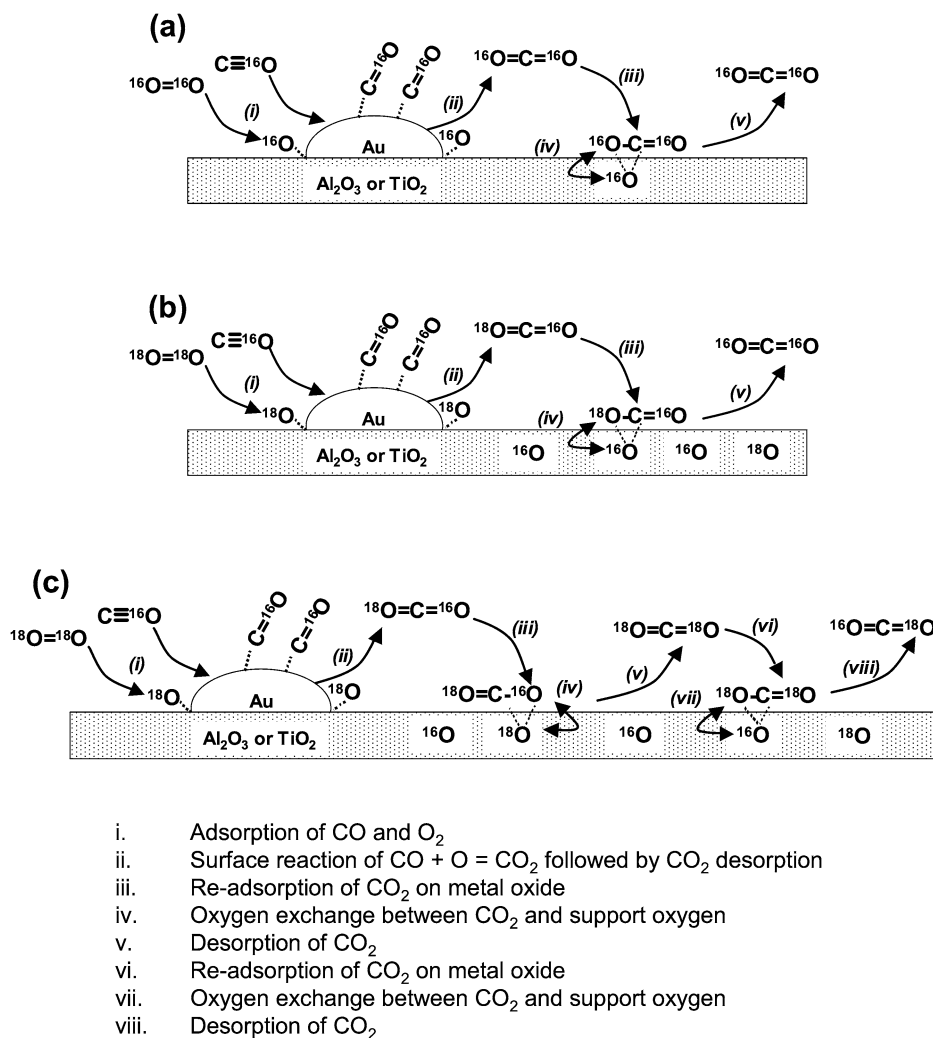 (a)
¹⁶O=¹⁶O
C≡¹⁶O
C=¹⁶O
C=¹⁶O
¹⁶O=C=¹⁶O
¹⁶O=C=¹⁶O
(i)
(ii)
(iii)
(iv)
(v)
¹⁶O
¹⁶O
¹⁶O-C=¹⁶O
¹⁶O
Au
Al₂O₃ or TiO₂
(b)
¹⁸O=¹⁸O
C≡¹⁶O
C=¹⁶O
C=¹⁶O
¹⁸O=C=¹⁶O
¹⁶O=C=¹⁶O
(i)
(ii)
(iii)
(iv)
(v)
¹⁸O
¹⁸O
¹⁸O-C=¹⁶O
Au
Al₂O₃ or TiO₂
¹⁶O
¹⁶O
¹⁶O
¹⁸O
(c)
¹⁸O=¹⁸O
C≡¹⁶O
C=¹⁶O
C=¹⁶O
¹⁸O=C=¹⁶O
¹⁸O=C=¹⁸O
¹⁶O=C=¹⁸O
(i)
(ii)
(iii)
(iv)
(v)
(vi)
(vii)
(viii)
¹⁸O
¹⁸O
¹⁸O=C-¹⁶O
¹⁸O-C=¹⁸O
Au
Al₂O₃ or TiO₂
¹⁶O
¹⁸O
¹⁶O
¹⁶O
¹⁸O
i. Adsorption of CO and O₂
ii. Surface reaction of CO + O = CO₂ followed by CO₂ desorption
iii. Re-adsorption of CO₂ on metal oxide
iv. Oxygen exchange between CO₂ and support oxygen
v. Desorption of CO₂
vi. Re-adsorption of CO₂ on metal oxide
vii. Oxygen exchange between CO₂ and support oxygen
viii. Desorption of CO₂